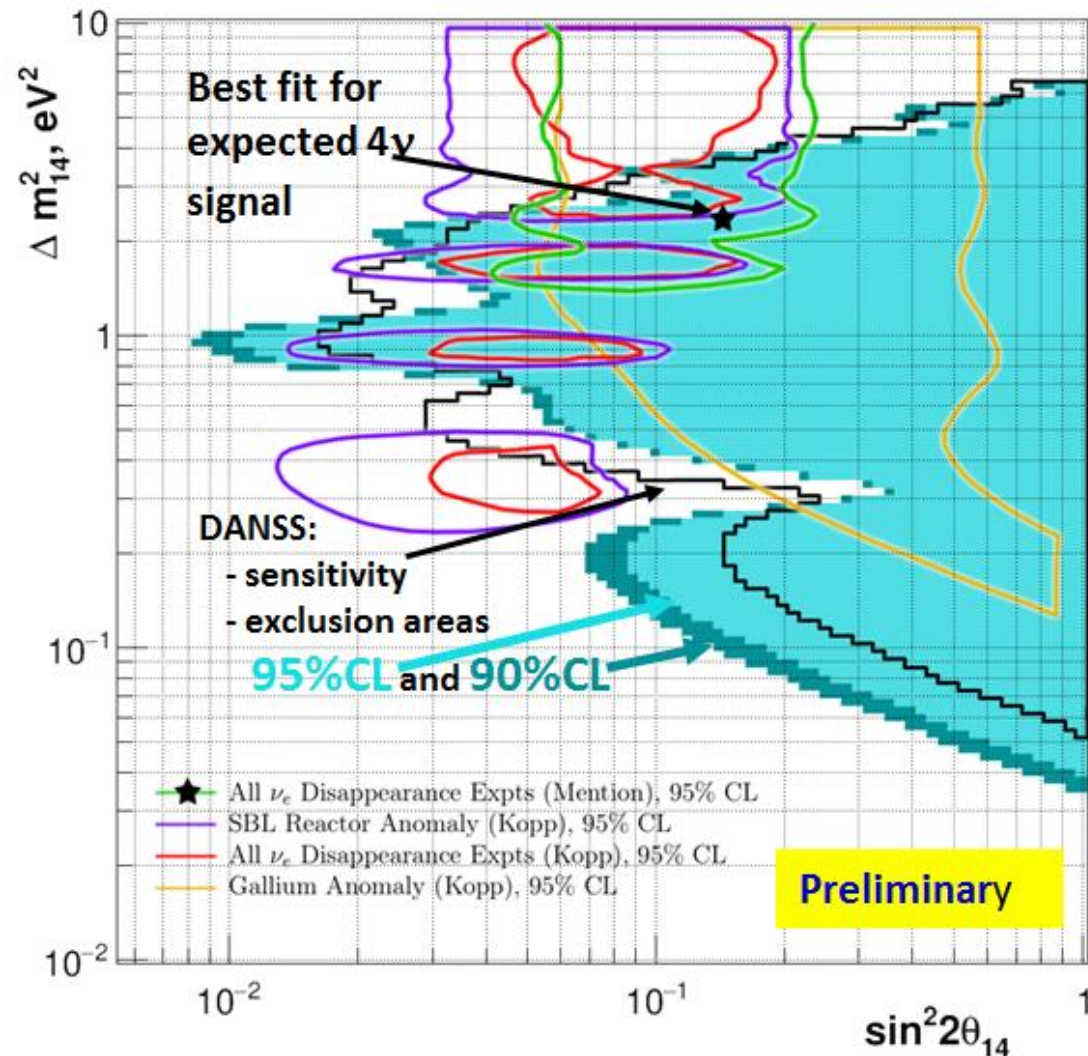 10
Δ m²₁₄, eV²
Best fit for
expected 4ν
signal
1
DANSS:
- sensitivity
- exclusion areas
10⁻¹
95%CL and 90%CL
All νₑ Disappearance Expts (Mention), 95% CL
SBL Reactor Anomaly (Kopp), 95% CL
All νₑ Disappearance Expts (Kopp), 95% CL
Gallium Anomaly (Kopp), 95% CL
Preliminary
10⁻²
10⁻² 10⁻¹ 1
sin²2θ₁₄